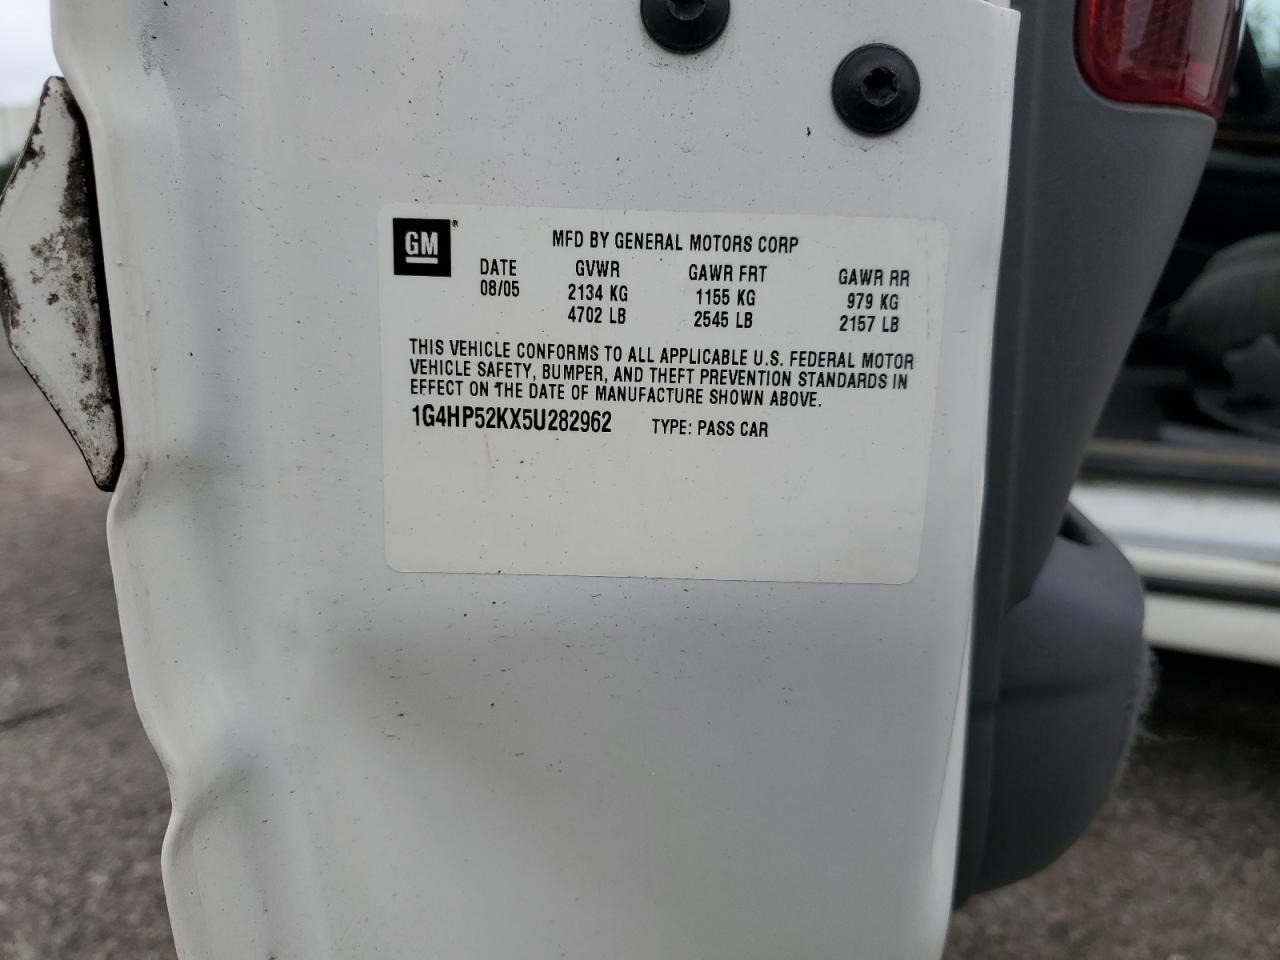 GM®
MFD BY GENERAL MOTORS CORP
DATE GVWR GAWR FRT GAWR RR
08/05 2134 KG 1155 KG 979 KG
4702 LB 2545 LB 2157 LB
THIS VEHICLE CONFORMS TO ALL APPLICABLE U.S. FEDERAL MOTOR
VEHICLE SAFETY, BUMPER, AND THEFT PREVENTION STANDARDS IN
EFFECT ON THE DATE OF MANUFACTURE SHOWN ABOVE.
1G4HP52KX5U282962 TYPE: PASS CAR